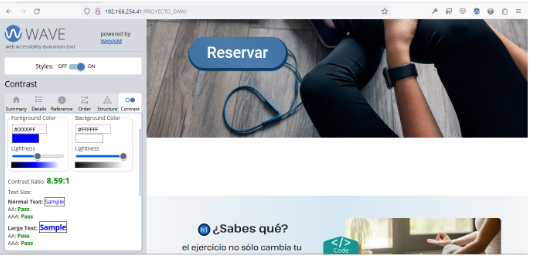 192.168.254.41/PROYECTO_DAW/
WAVE
powered by
WebAIM
web accessibility evaluation tool
Styles: OFF ON
Contrast
Summary Details Reference Order Structure Contrast
Foreground Color
Background Color
#0000FF
#FFFFFF
Lightness
Lightness
Contrast Ratio: 8.59:1
Text Size:
Normal Text: Sample
AA: Pass
AAA: Pass
Large Text: Sample
AA: Pass
AAA: Pass
Reservar
h1 ¿Sabes qué?
el ejercicio no sólo cambia tu
</>
Code